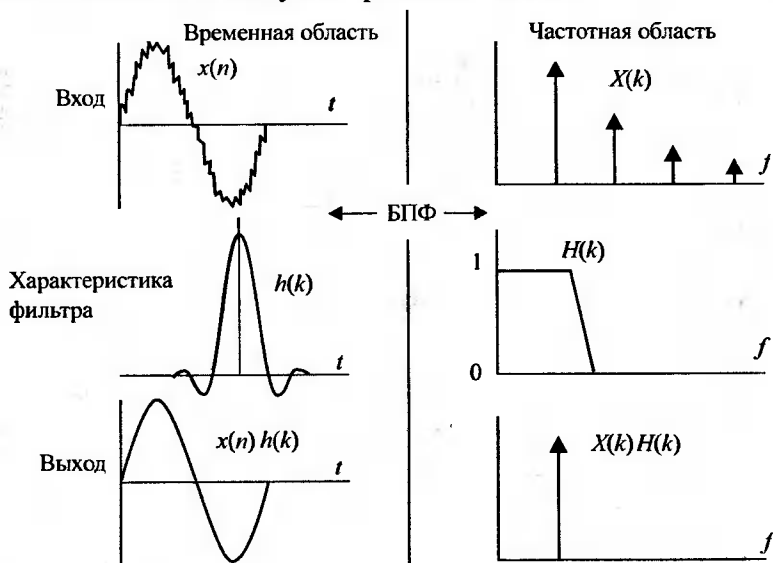 Временная область
x(n)
Вход
t
Частотная область
X(k)
f
БПФ
Характеристика
фильтра
h(k)
t
1
H(k)
0
f
Выход
x(n) h(k)
t
X(k) H(k)
f